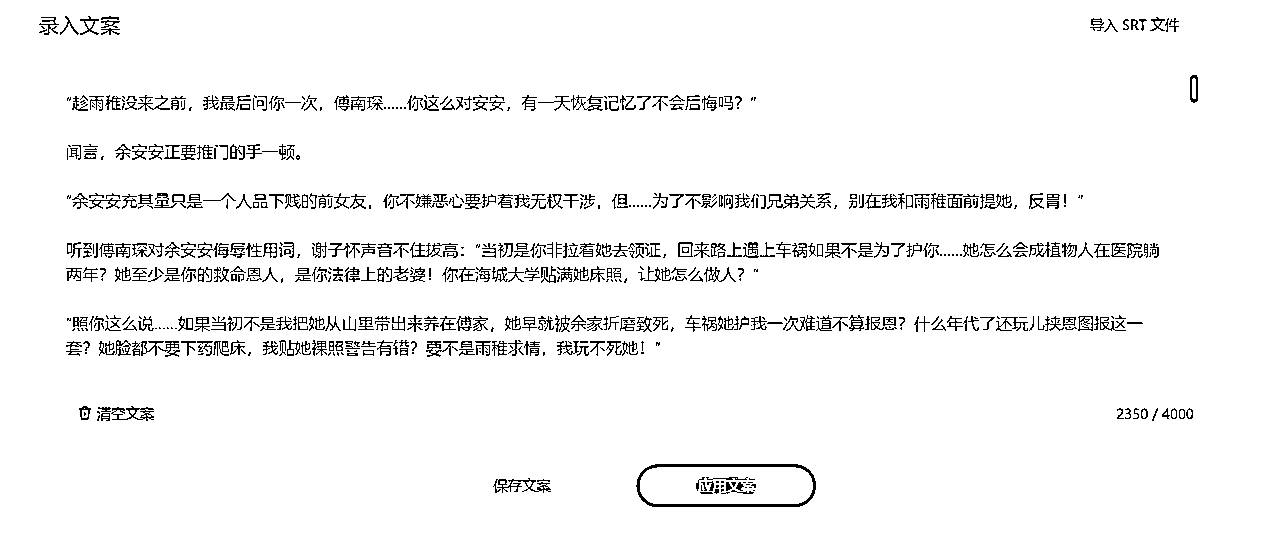 录入文案
导入 SRT 文件
“趁雨稚没来之前，我最后问你一次，傅南琛......你这么对安安，有一天恢复记忆了不会后悔吗？”
闻言，余安安正要推门的手一顿。
“余安安充其量只是一个人品下贱的前女友，你不嫌恶心要护着我无权干涉，但......为了不影响我们兄弟关系，别在我和雨稚面前提她，反胃！”
听到傅南琛对余安安侮辱性用词，谢子怀声音不住拔高：“当初是你非拉着她去领证，回来路上遇上车祸如果不是为了护你......她怎么会成植物人在医院躺
两年？她至少是你的救命恩人，是你法律上的老婆！你在海城大学贴满她床照，让她怎么做人？”
“照你这么说......如果当初不是我把她从山里带出来养在傅家，她早就被余家折磨致死，车祸她护我一次难道不算报恩？什么年代了还玩儿挟恩图报这一
套？她脸都不要下药爬床，我贴她裸照警告有错？要不是雨稚求情，我玩不死她！”
清空文案
2350 / 4000
保存文案
应用文案